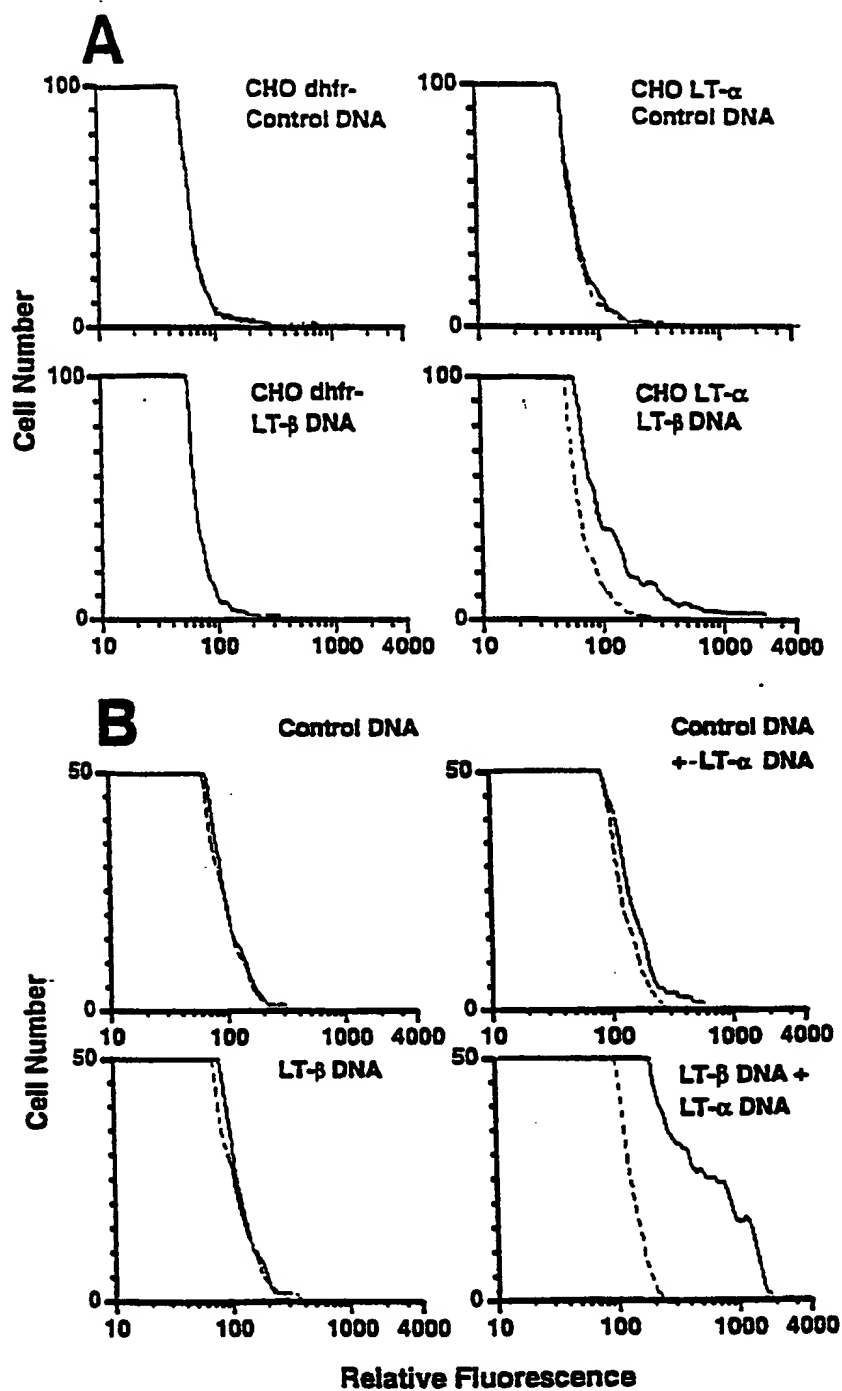 A
100
CHO dhfr-
Control DNA
0
100
CHO LT-α
Control DNA
0
Cell Number
100
CHO dhfr-
LT-β DNA
0
10 100 1000 4000
100
CHO LT-α
LT-β DNA
0
10 100 1000 4000
B
Control DNA
50
0
10 100 1000 4000
Control DNA
+-LT-α DNA
50
0
10 100 1000 4000
Cell Number
50
LT-β DNA
0
10 100 1000 4000
50
LT-β DNA +
LT-α DNA
0
10 100 1000 4000
Relative Fluorescence